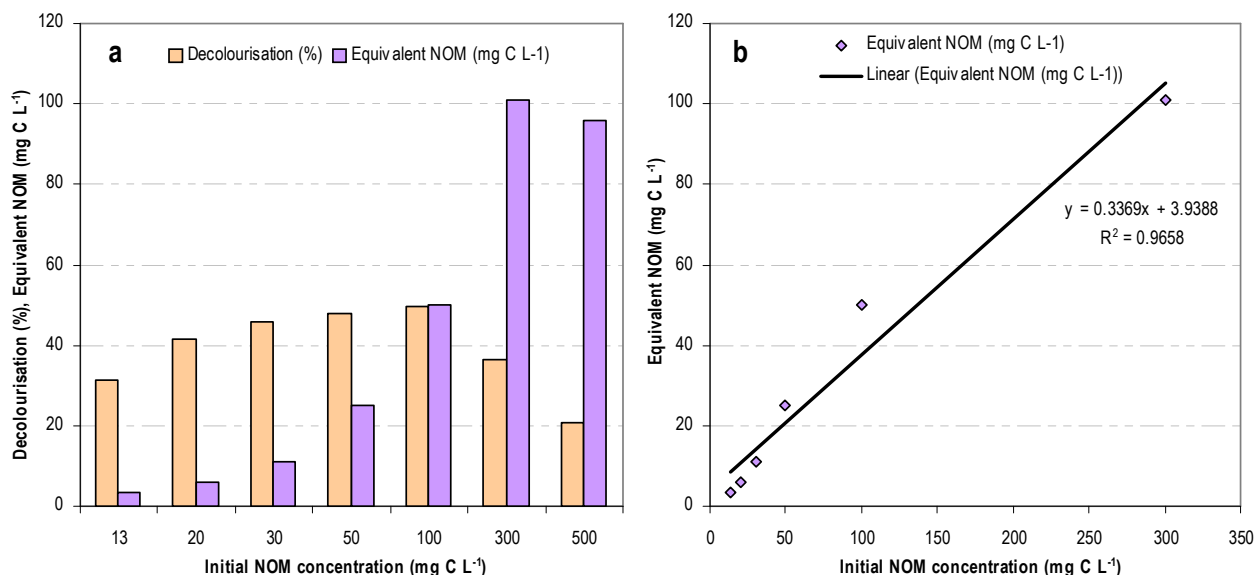 a
Decolourisation (%)
Equivalent NOM (mg C L-1)
Decolourisation (%), Equivalent NOM (mg C L⁻¹)
120
100
80
60
40
20
0
13 20 30 50 100 300 500
Initial NOM concentration (mg C L⁻¹)
b
Equivalent NOM (mg C L-1)
Linear (Equivalent NOM (mg C L-1))
Equivalent NOM (mg C L⁻¹)
120
100
80
60
40
20
0
y = 0.3369x + 3.9388
R² = 0.9658
0 50 100 150 200 250 300 350
Initial NOM concentration (mg C L⁻¹)